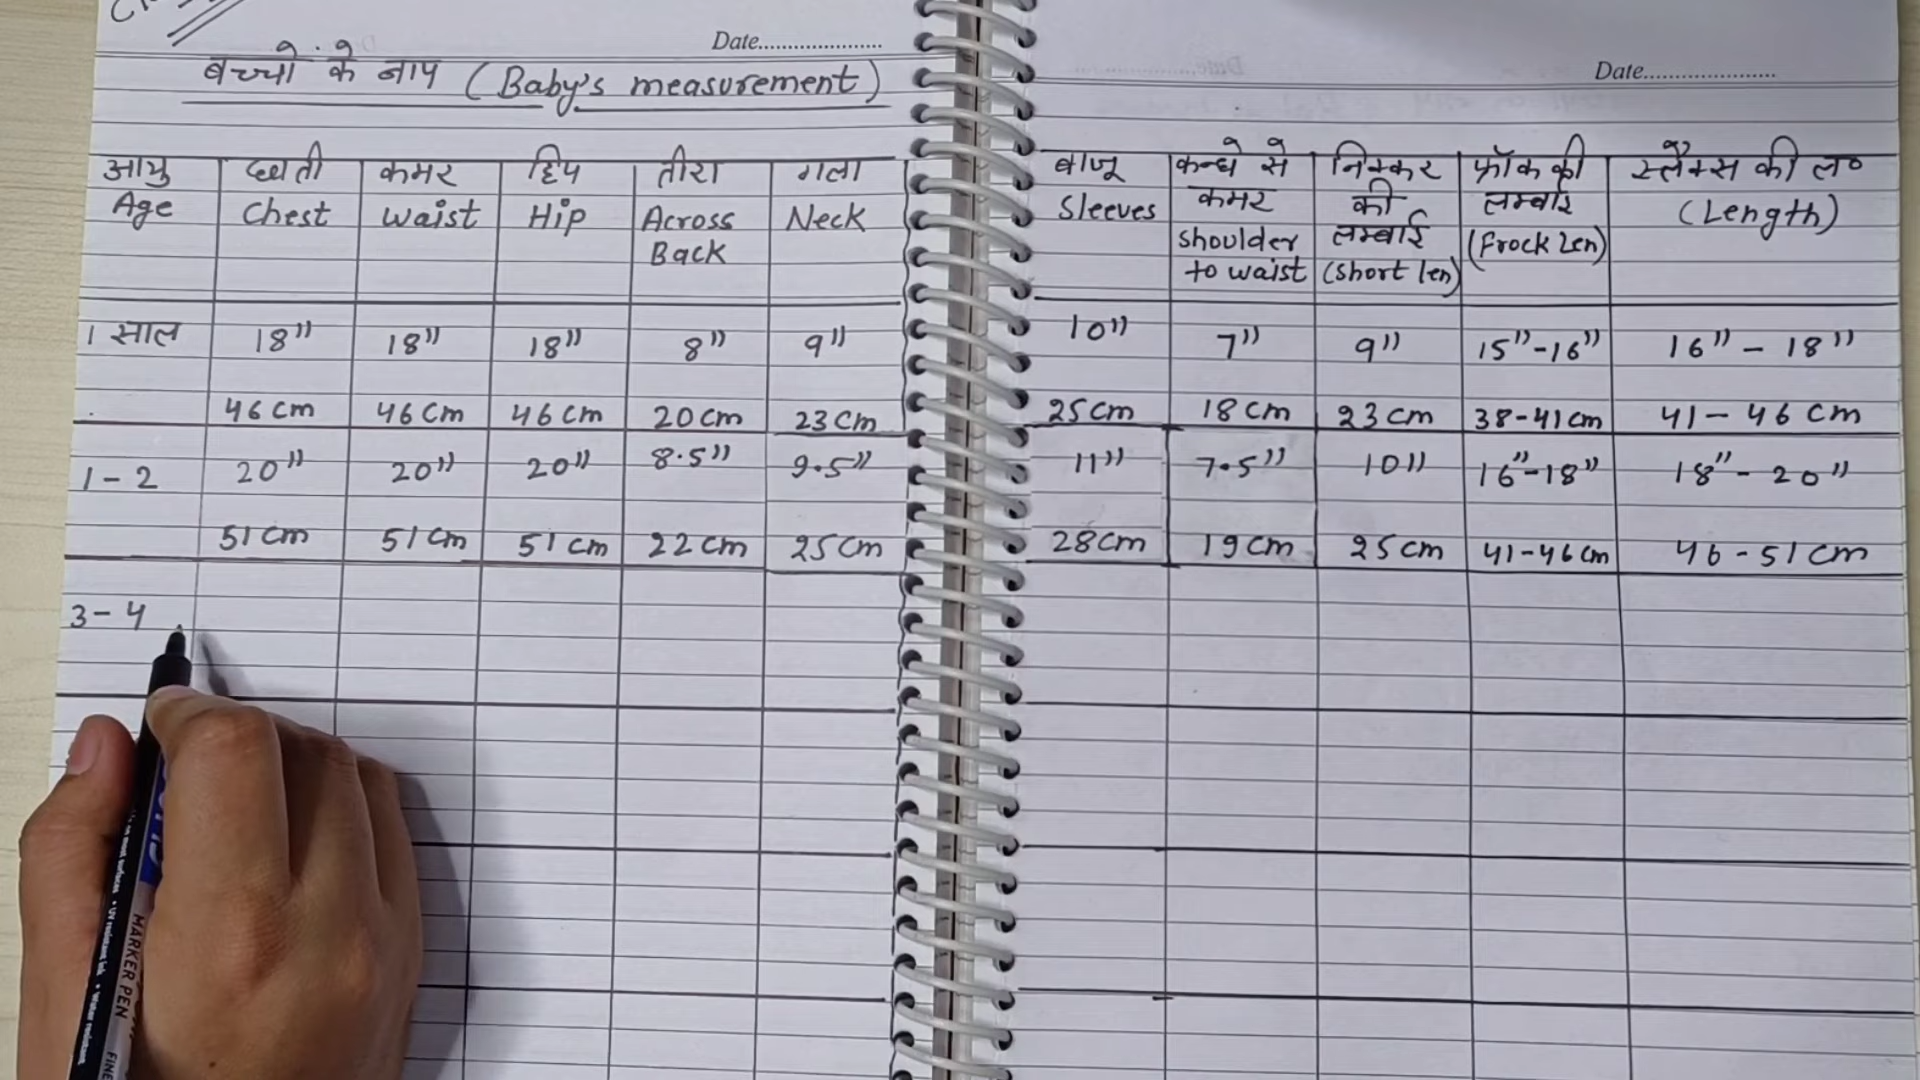 Date.....................
बच्चो के नाप (Baby's measurement)
आयु छाती कमर हिप तीरा गला
Age Chest waist Hip Across Neck
Back
1 साल 18" 18" 18" 8" 9"
46 cm 46 cm 46 cm 20 cm 23 cm
1-2 20" 20" 20" 8.5" 9.5"
51 cm 51 cm 51 cm 22 cm 25 cm
3-4
Date.....................
बाजू कन्धे से निक्कर फ्रॉक की स्लैक्स की ल०
Sleeves कमर की लम्बाई (Length)
shoulder लम्बाई (Frock Len)
to waist (short len)
10" 7" 9" 15"-16" 16" - 18"
25 cm 18 cm 23 cm 38-41 cm 41 - 46 cm
11" 7.5" 10" 16"-18" 18" - 20"
28 cm 19 cm 25 cm 41-46 cm 46 - 51 cm
MARKER PEN
FINE